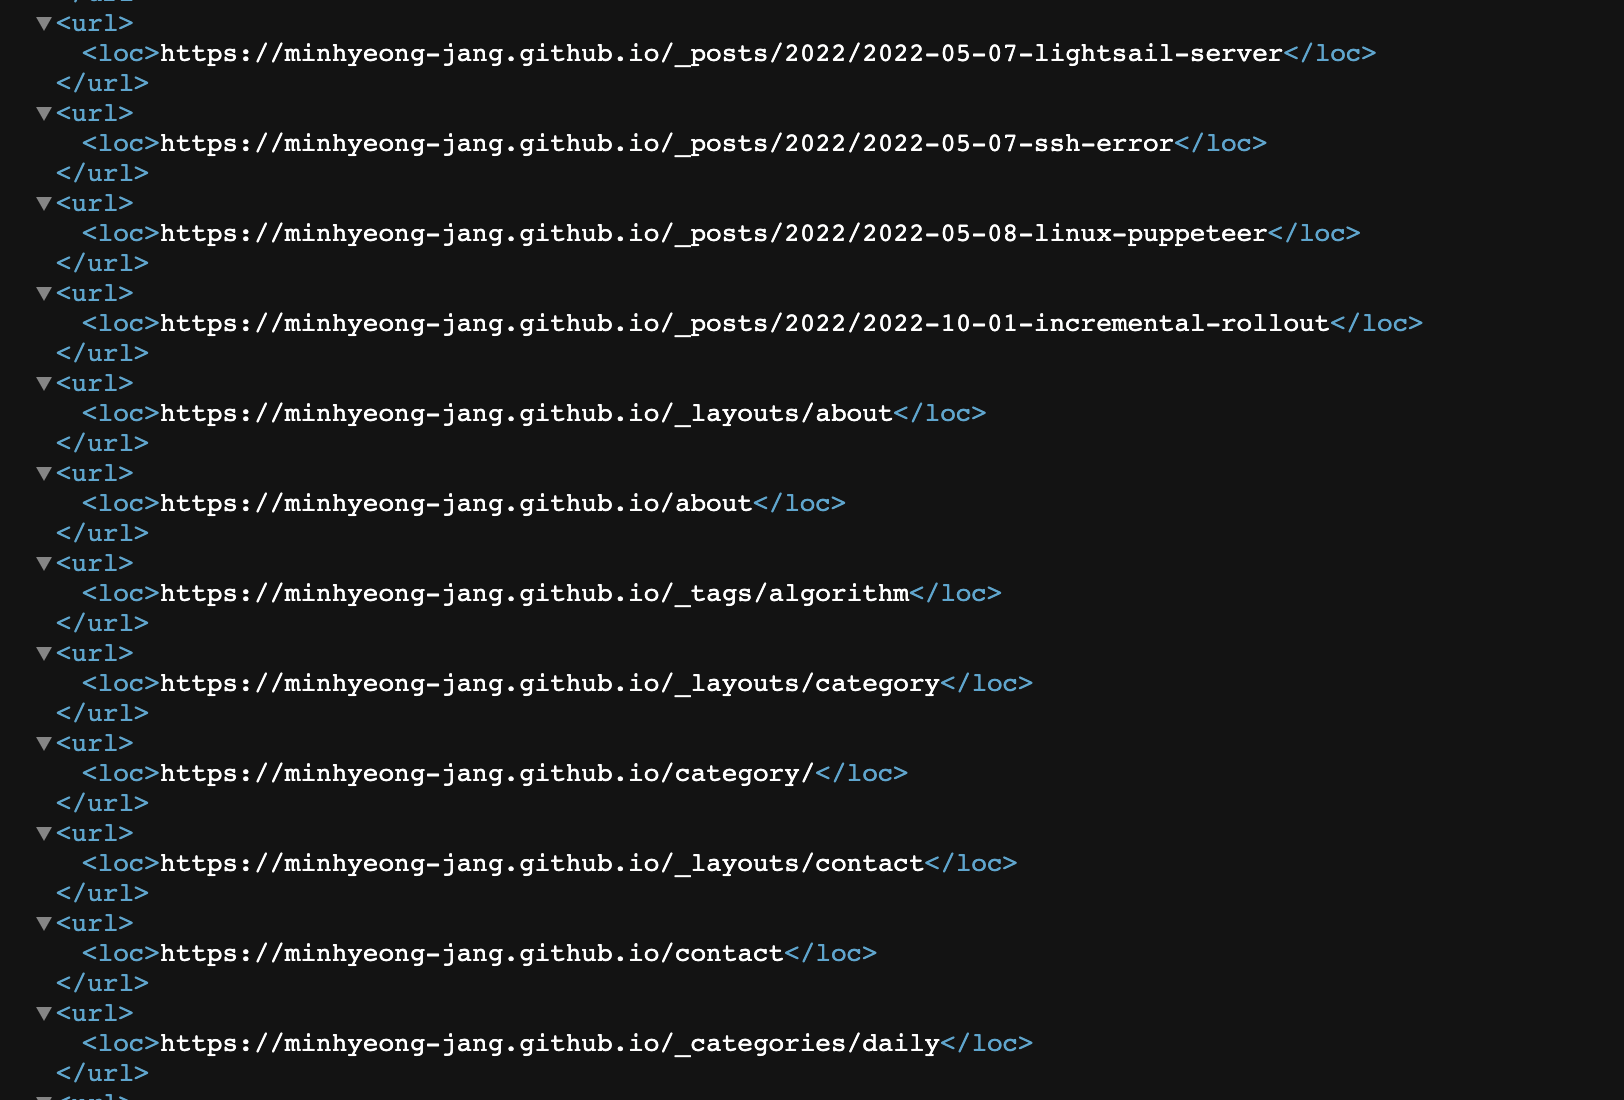 <url>
<loc>https://minhyeong-jang.github.io/_posts/2022/2022-05-07-lightsail-server</loc>
</url>
<url>
<loc>https://minhyeong-jang.github.io/_posts/2022/2022-05-07-ssh-error</loc>
</url>
<url>
<loc>https://minhyeong-jang.github.io/_posts/2022/2022-05-08-linux-puppeteer</loc>
</url>
<url>
<loc>https://minhyeong-jang.github.io/_posts/2022/2022-10-01-incremental-rollout</loc>
</url>
<url>
<loc>https://minhyeong-jang.github.io/_layouts/about</loc>
</url>
<url>
<loc>https://minhyeong-jang.github.io/about</loc>
</url>
<url>
<loc>https://minhyeong-jang.github.io/_tags/algorithm</loc>
</url>
<url>
<loc>https://minhyeong-jang.github.io/_layouts/category</loc>
</url>
<url>
<loc>https://minhyeong-jang.github.io/category/</loc>
</url>
<url>
<loc>https://minhyeong-jang.github.io/_layouts/contact</loc>
</url>
<url>
<loc>https://minhyeong-jang.github.io/contact</loc>
</url>
<url>
<loc>https://minhyeong-jang.github.io/_categories/daily</loc>
</url>